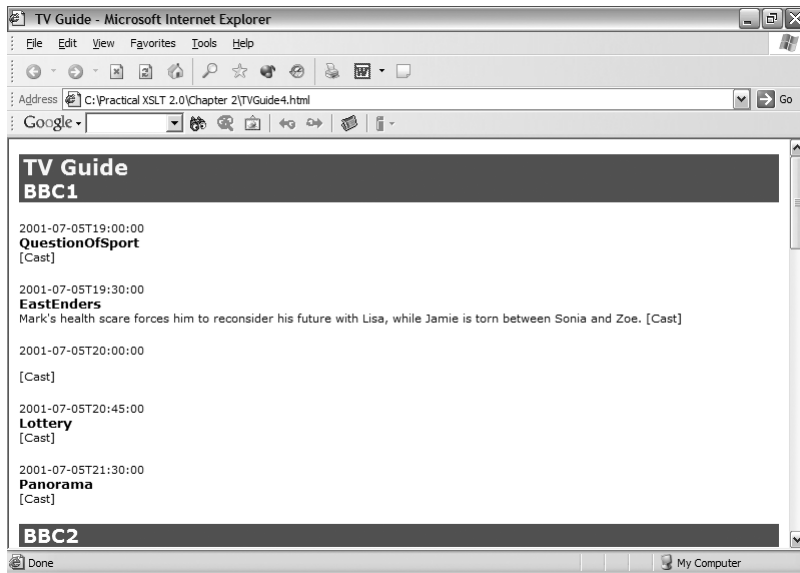 TV Guide - Microsoft Internet Explorer
File Edit View Favorites Tools Help
Address C:\Practical XSLT 2.0\Chapter 2\TVGuide4.html Go
Google
TV Guide
BBC1
2001-07-05T19:00:00
QuestionOfSport
[Cast]
2001-07-05T19:30:00
EastEnders
Mark's health scare forces him to reconsider his future with Lisa, while Jamie is torn between Sonia and Zoe. [Cast]
2001-07-05T20:00:00
[Cast]
2001-07-05T20:45:00
Lottery
[Cast]
2001-07-05T21:30:00
Panorama
[Cast]
BBC2
Done My Computer